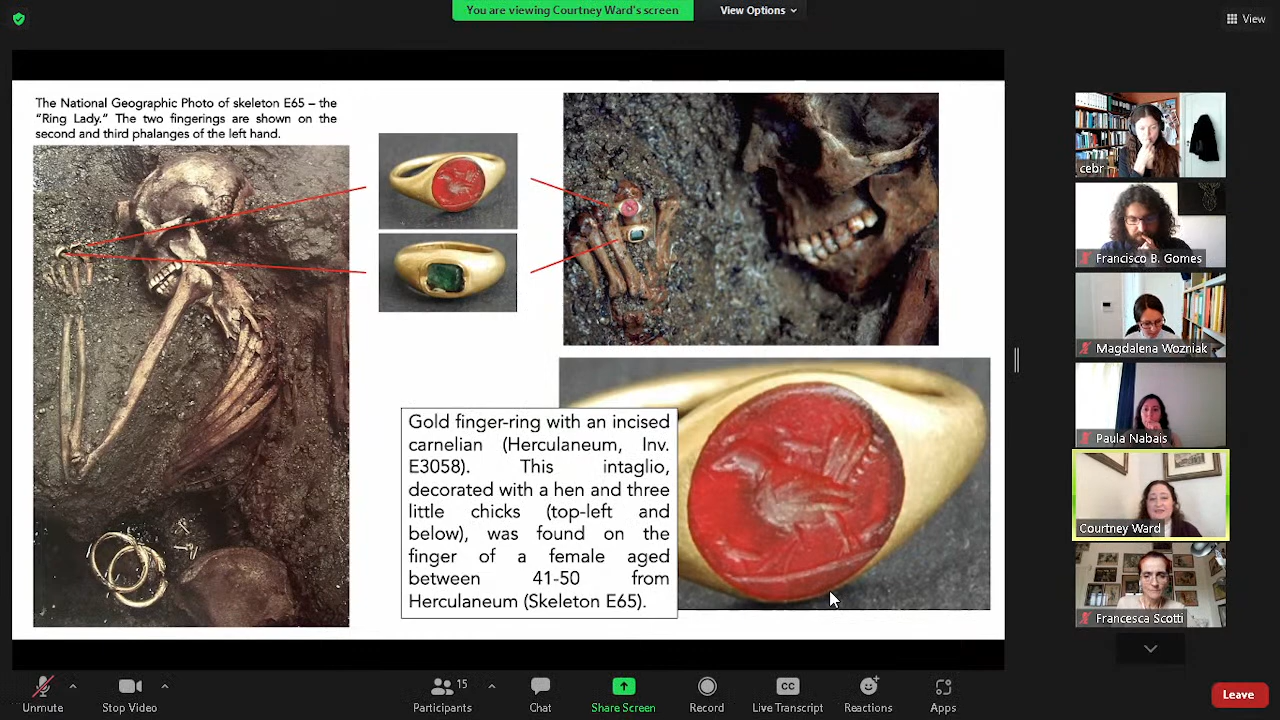 You are viewing Courtney Ward's screen
View Options
View
The National Geographic Photo of skeleton E65 – the
“Ring Lady.” The two fingerings are shown on the
second and third phalanges of the left hand.
Gold finger-ring with an incised
carnelian (Herculaneum, Inv.
E3058). This intaglio,
decorated with a hen and three
little chicks (top-left and
below), was found on the
finger of a female aged
between 41-50 from
Herculaneum (Skeleton E65).
cebr
Francisco B. Gomes
Magdalena Wozniak
Paula Nabais
Courtney Ward
Francesca Scotti
Unmute
Stop Video
15
Participants
Chat
Share Screen
Record
CC
Live Transcript
Reactions
Apps
Leave